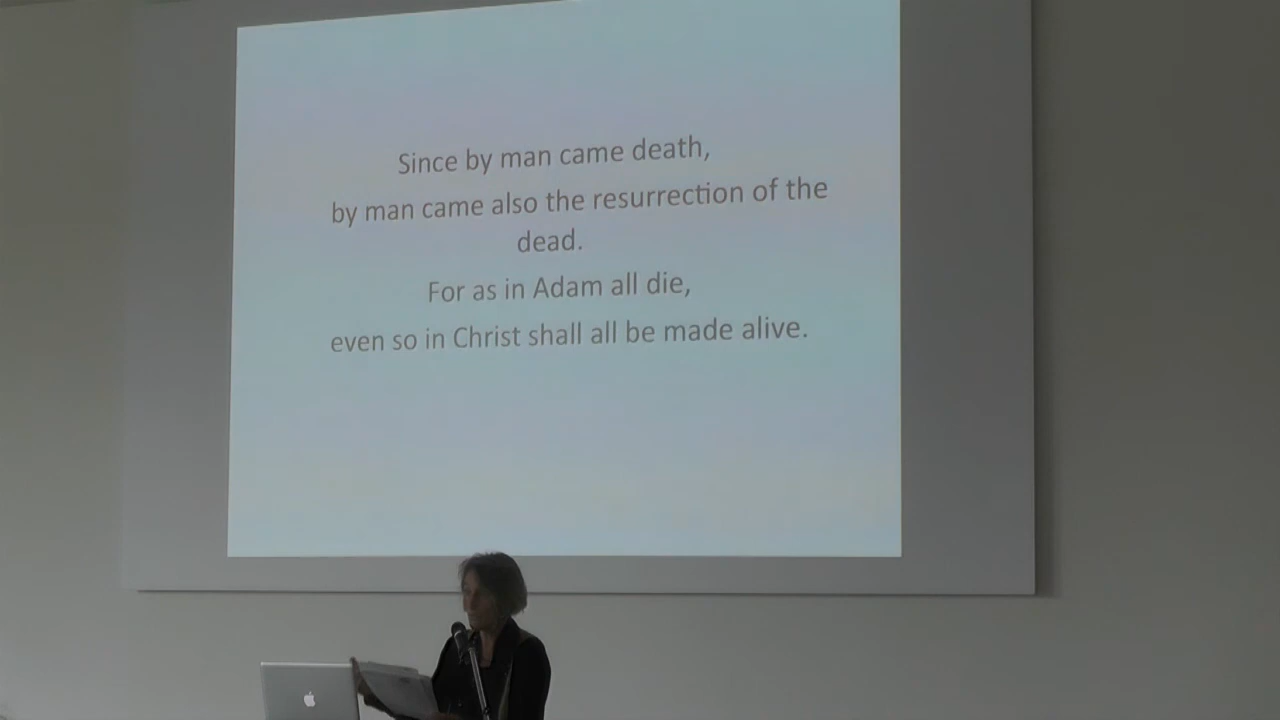 Since by man came death,
by man came also the resurrection of the
dead.
For as in Adam all die,
even so in Christ shall all be made alive.